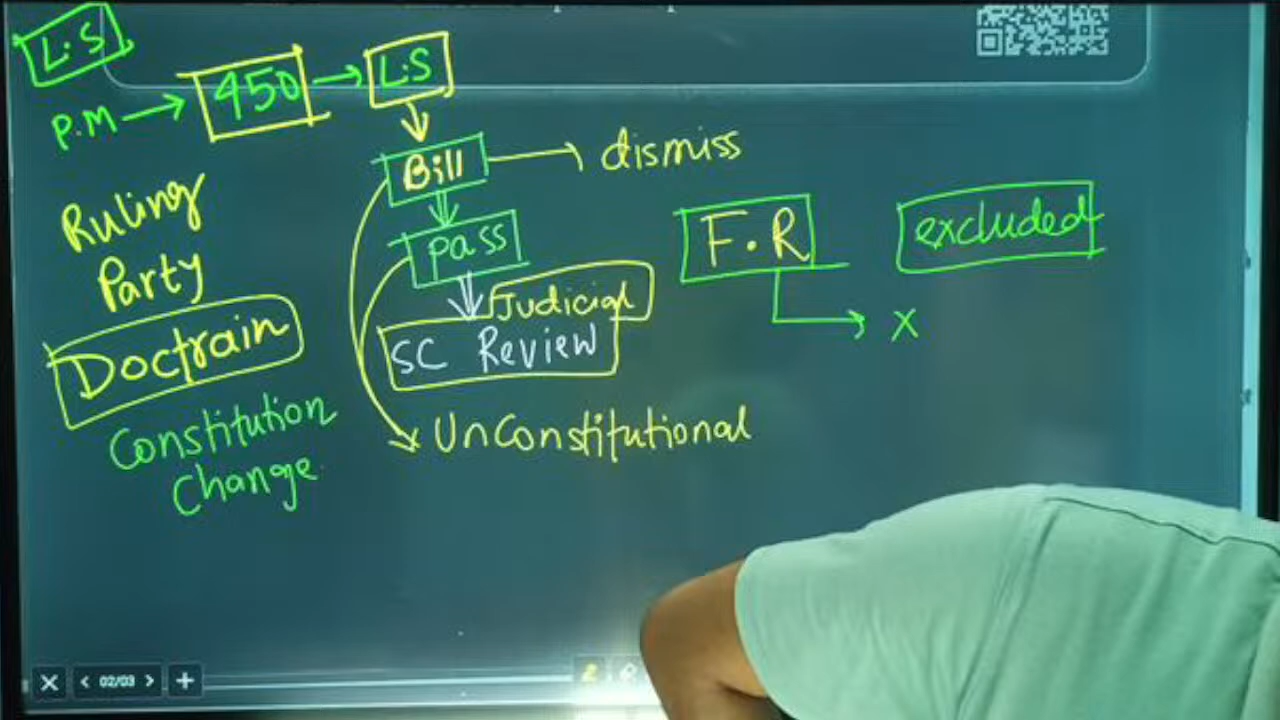 L.S
P.M → 450 → L.S
Bill → dismiss
pass
Judicial
SC Review
UnConstitutional
Ruling
Party
Doctrain
Constitution
Change
F.R
excluded
x
02/03